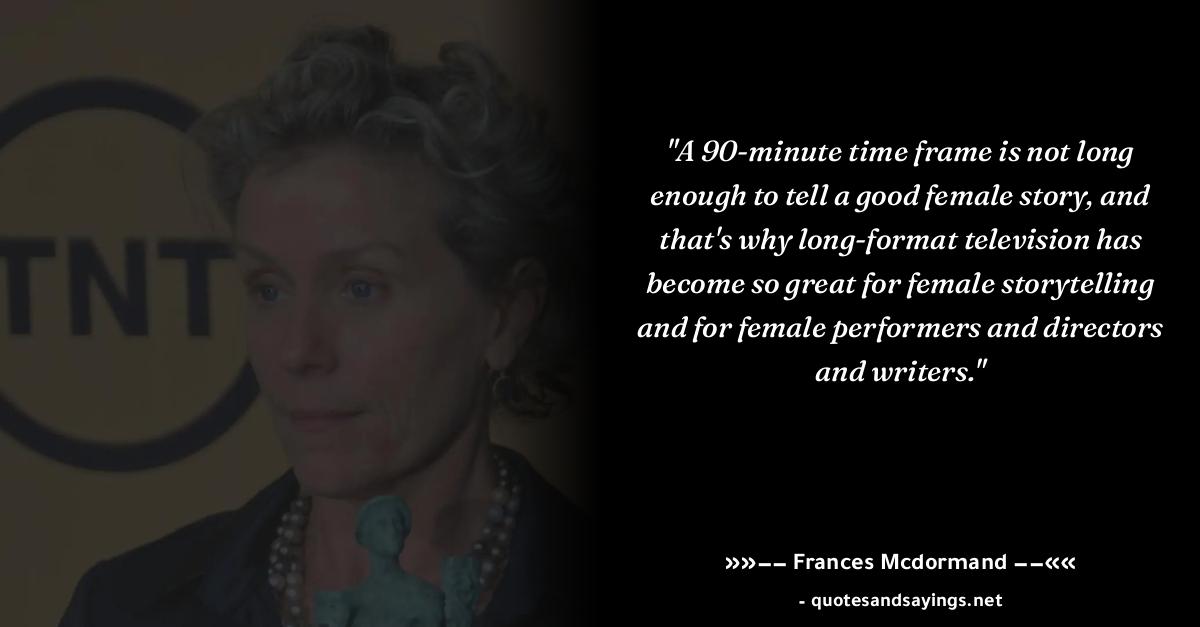 TNT
"A 90-minute time frame is not long
enough to tell a good female story, and
that's why long-format television has
become so great for female storytelling
and for female performers and directors
and writers."
»»–– Frances Mcdormand ––««
- quotesandsayings.net